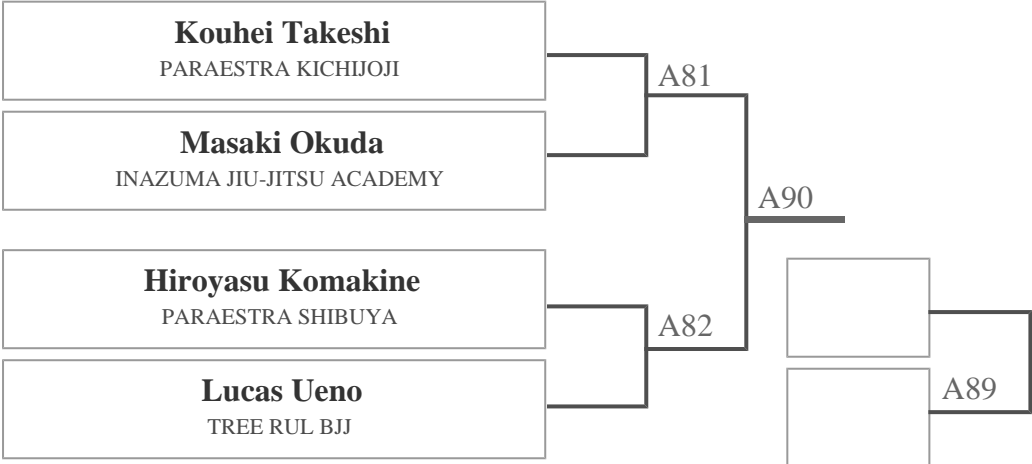 Kouhei Takeshi
PARAESTRA KICHIJOJI
A81
Masaki Okuda
INAZUMA JIU-JITSU ACADEMY
A90
Hiroyasu Komakine
PARAESTRA SHIBUYA
A82
Lucas Ueno
TREE RUL BJJ
A89